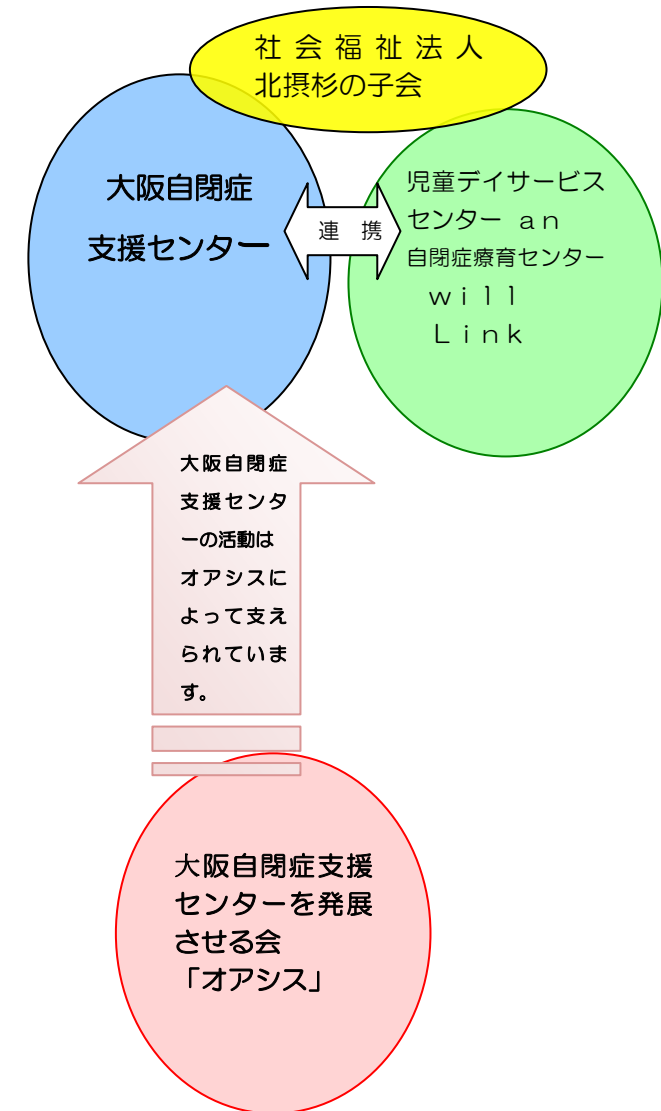 社会福祉法人
北摂杉の子会
大阪自閉症
支援センター
連　携
児童デイサービス
センター　ａｎ
自閉症療育センター
ｗｉｌｌ
Ｌｉｎｋ
大阪自閉症
支援センタ
ーの活動は
オアシスに
よって支え
られていま
す。
大阪自閉症支援
センターを発展
させる会
「オアシス」